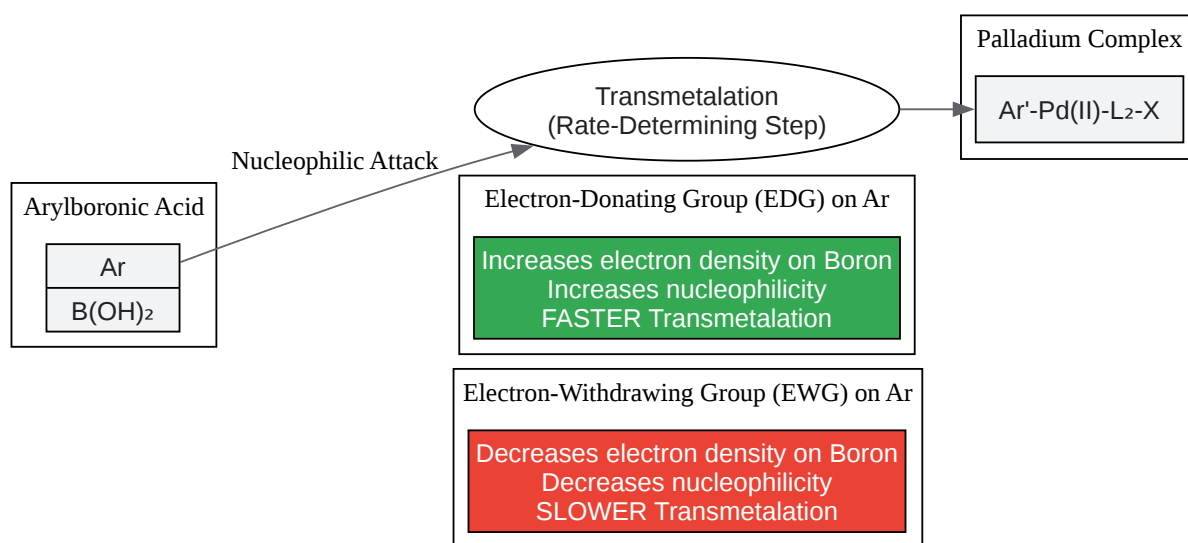 Palladium Complex
Ar'-Pd(II)-L₂-X
Transmetalation
(Rate-Determining Step)
Nucleophilic Attack
Arylboronic Acid
Ar
B(OH)₂
Electron-Donating Group (EDG) on Ar
Increases electron density on Boron
Increases nucleophilicity
FASTER Transmetalation
Electron-Withdrawing Group (EWG) on Ar
Decreases electron density on Boron
Decreases nucleophilicity
SLOWER Transmetalation